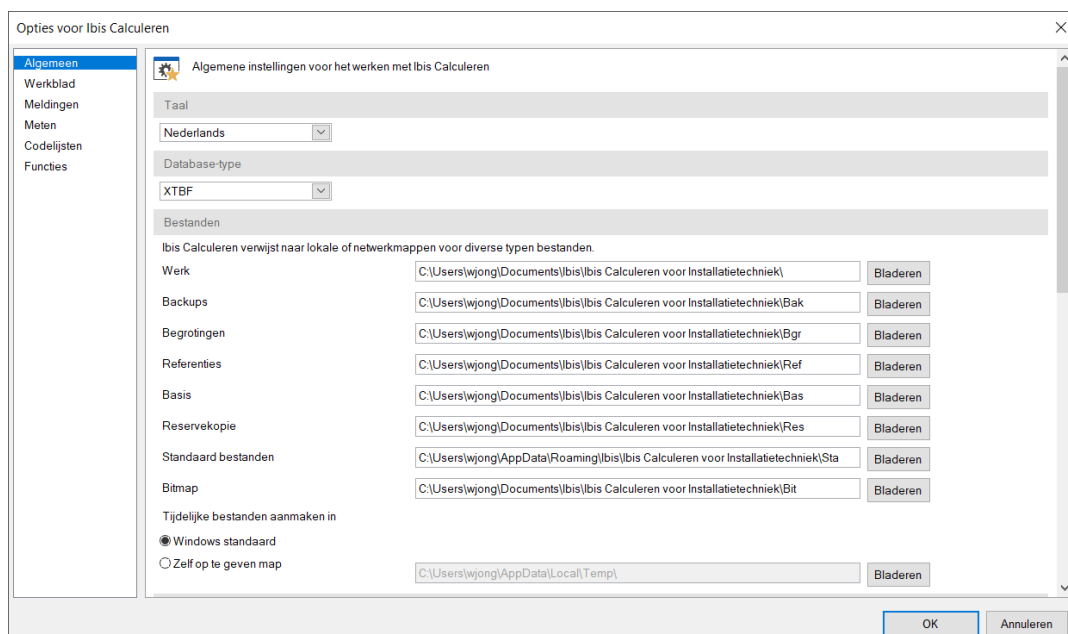 Opties voor Ibis Calculeren
Algemeen
Werkblad
Meldingen
Meten
Codelijsten
Functies
Algemene instellingen voor het werken met Ibis Calculeren
Taal
Nederlands
Database-type
XTBF
Bestanden
Ibis Calculeren verwijst naar lokale of netwerkmappen voor diverse typen bestanden.
Werk C:\Users\wjong\Documents\Ibis\Ibis Calculeren voor Installatietechniek\ Bladeren
Backups C:\Users\wjong\Documents\Ibis\Ibis Calculeren voor Installatietechniek\Bak Bladeren
Begrotingen C:\Users\wjong\Documents\Ibis\Ibis Calculeren voor Installatietechniek\Bgr Bladeren
Referenties C:\Users\wjong\Documents\Ibis\Ibis Calculeren voor Installatietechniek\Ref Bladeren
Basis C:\Users\wjong\Documents\Ibis\Ibis Calculeren voor Installatietechniek\Bas Bladeren
Reservekopie C:\Users\wjong\Documents\Ibis\Ibis Calculeren voor Installatietechniek\Res Bladeren
Standaard bestanden C:\Users\wjong\AppData\Roaming\Ibis\Ibis Calculeren voor Installatietechniek\Sta Bladeren
Bitmap C:\Users\wjong\Documents\Ibis\Ibis Calculeren voor Installatietechniek\Bit Bladeren
Tijdelijke bestanden aanmaken in
Windows standaard
Zelf op te geven map C:\Users\wjong\AppData\Local\Temp\ Bladeren
OK Annuleren